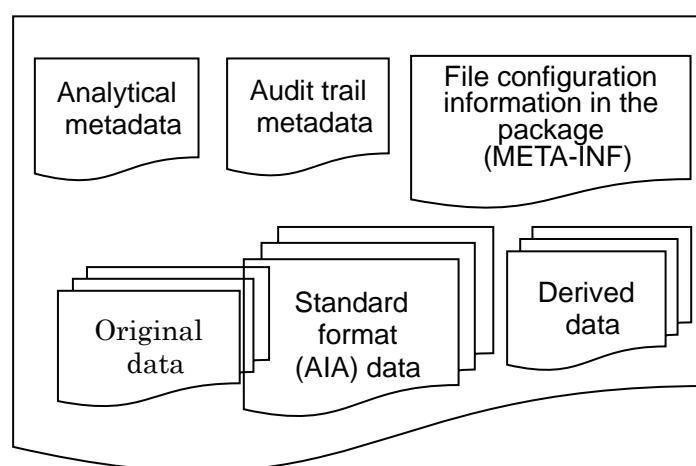 Analytical
metadata
Audit trail
metadata
File configuration
information in the
package
(META-INF)
Original
data
Standard
format
(AIA) data
Derived
data